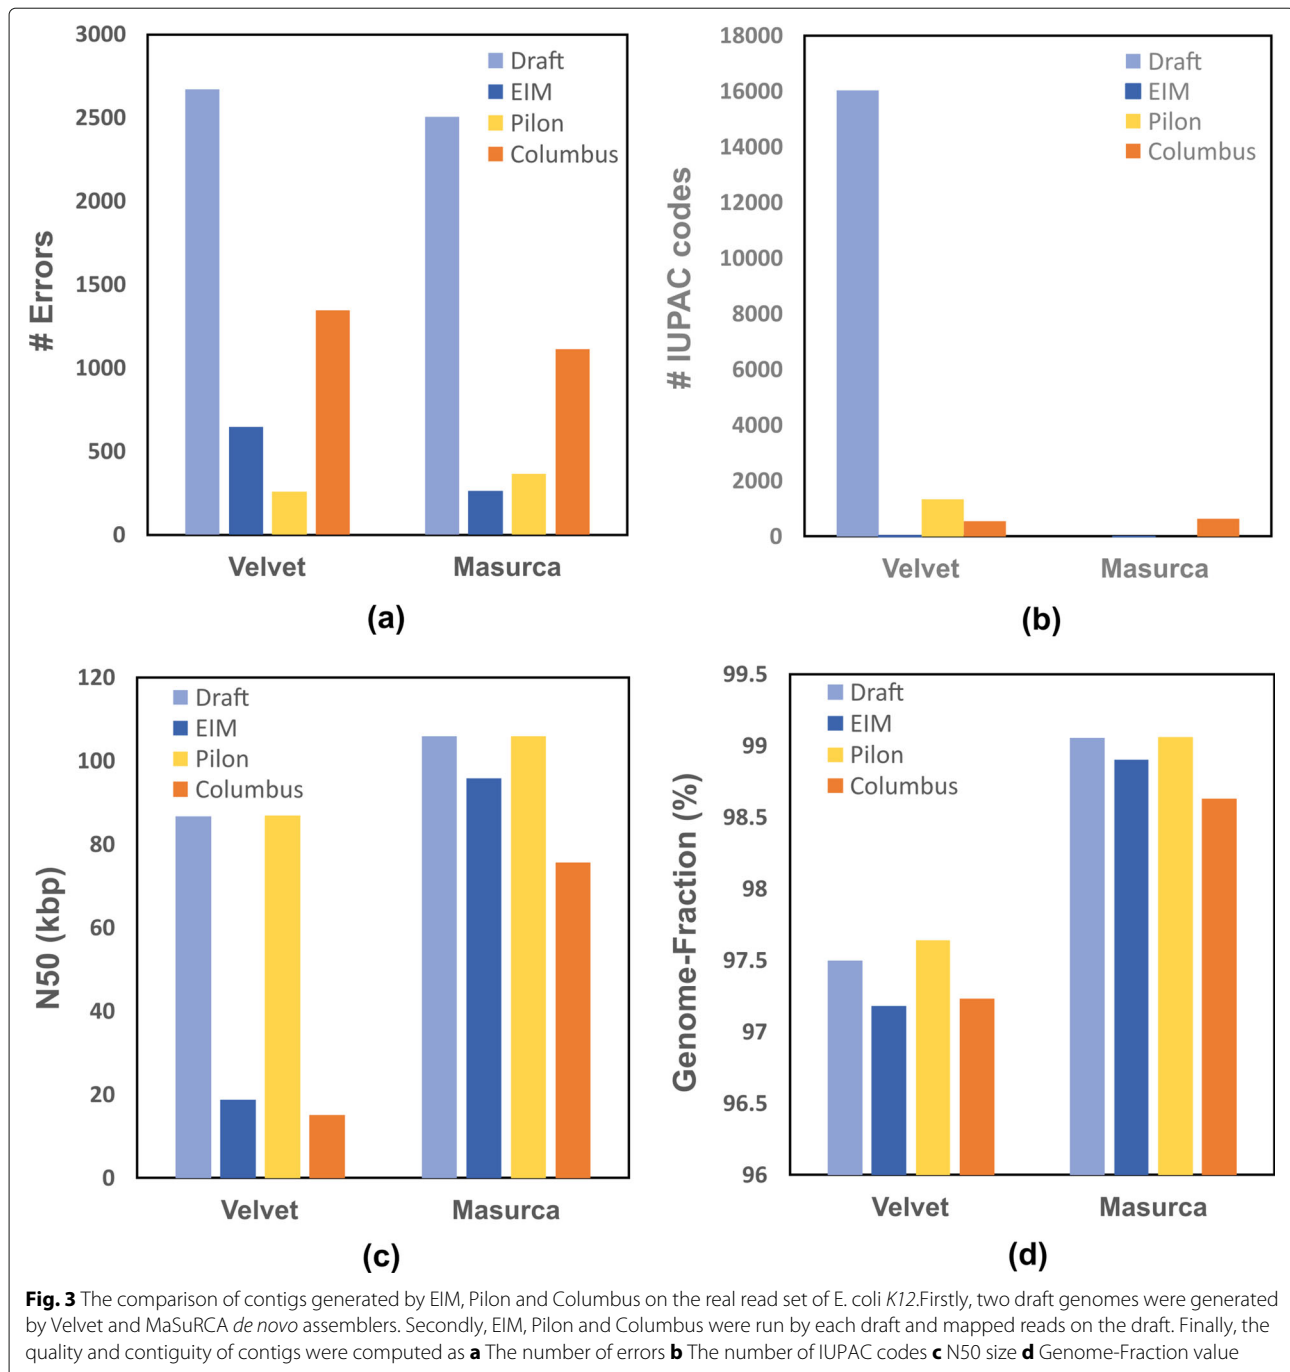 3000
2500
2000
1500
1000
500
0
# Errors
Draft
EIM
Pilon
Columbus
Velvet
Masurca
(a)
18000
16000
14000
12000
10000
8000
6000
4000
2000
0
# IUPAC codes
Draft
EIM
Pilon
Columbus
Velvet
Masurca
(b)
120
100
80
60
40
20
0
N50 (kbp)
Draft
EIM
Pilon
Columbus
Velvet
Masurca
(c)
99.5
99
98.5
98
97.5
97
96.5
96
Genome-Fraction (%)
Draft
EIM
Pilon
Columbus
Velvet
Masurca
(d)
Fig. 3 The comparison of contigs generated by EIM, Pilon and Columbus on the real read set of E. coli K12.Firstly, two draft genomes were generated
by Velvet and MaSuRCA de novo assemblers. Secondly, EIM, Pilon and Columbus were run by each draft and mapped reads on the draft. Finally, the
quality and contiguity of contigs were computed as a The number of errors b The number of IUPAC codes c N50 size d Genome-Fraction value